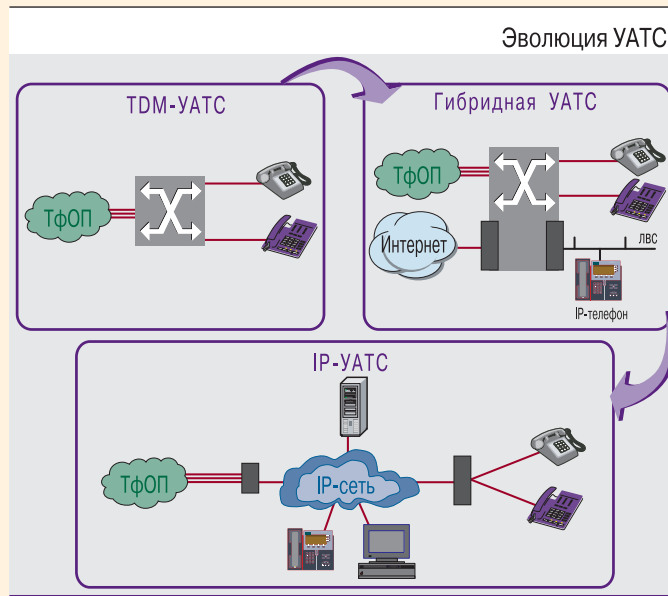 Эволюция УАТС
TDM-УАТС
ТфОП
Гибридная УАТС
ТфОП
Интернет
ЛВС
IP-телефон
IP-УАТС
ТфОП
IP-сеть